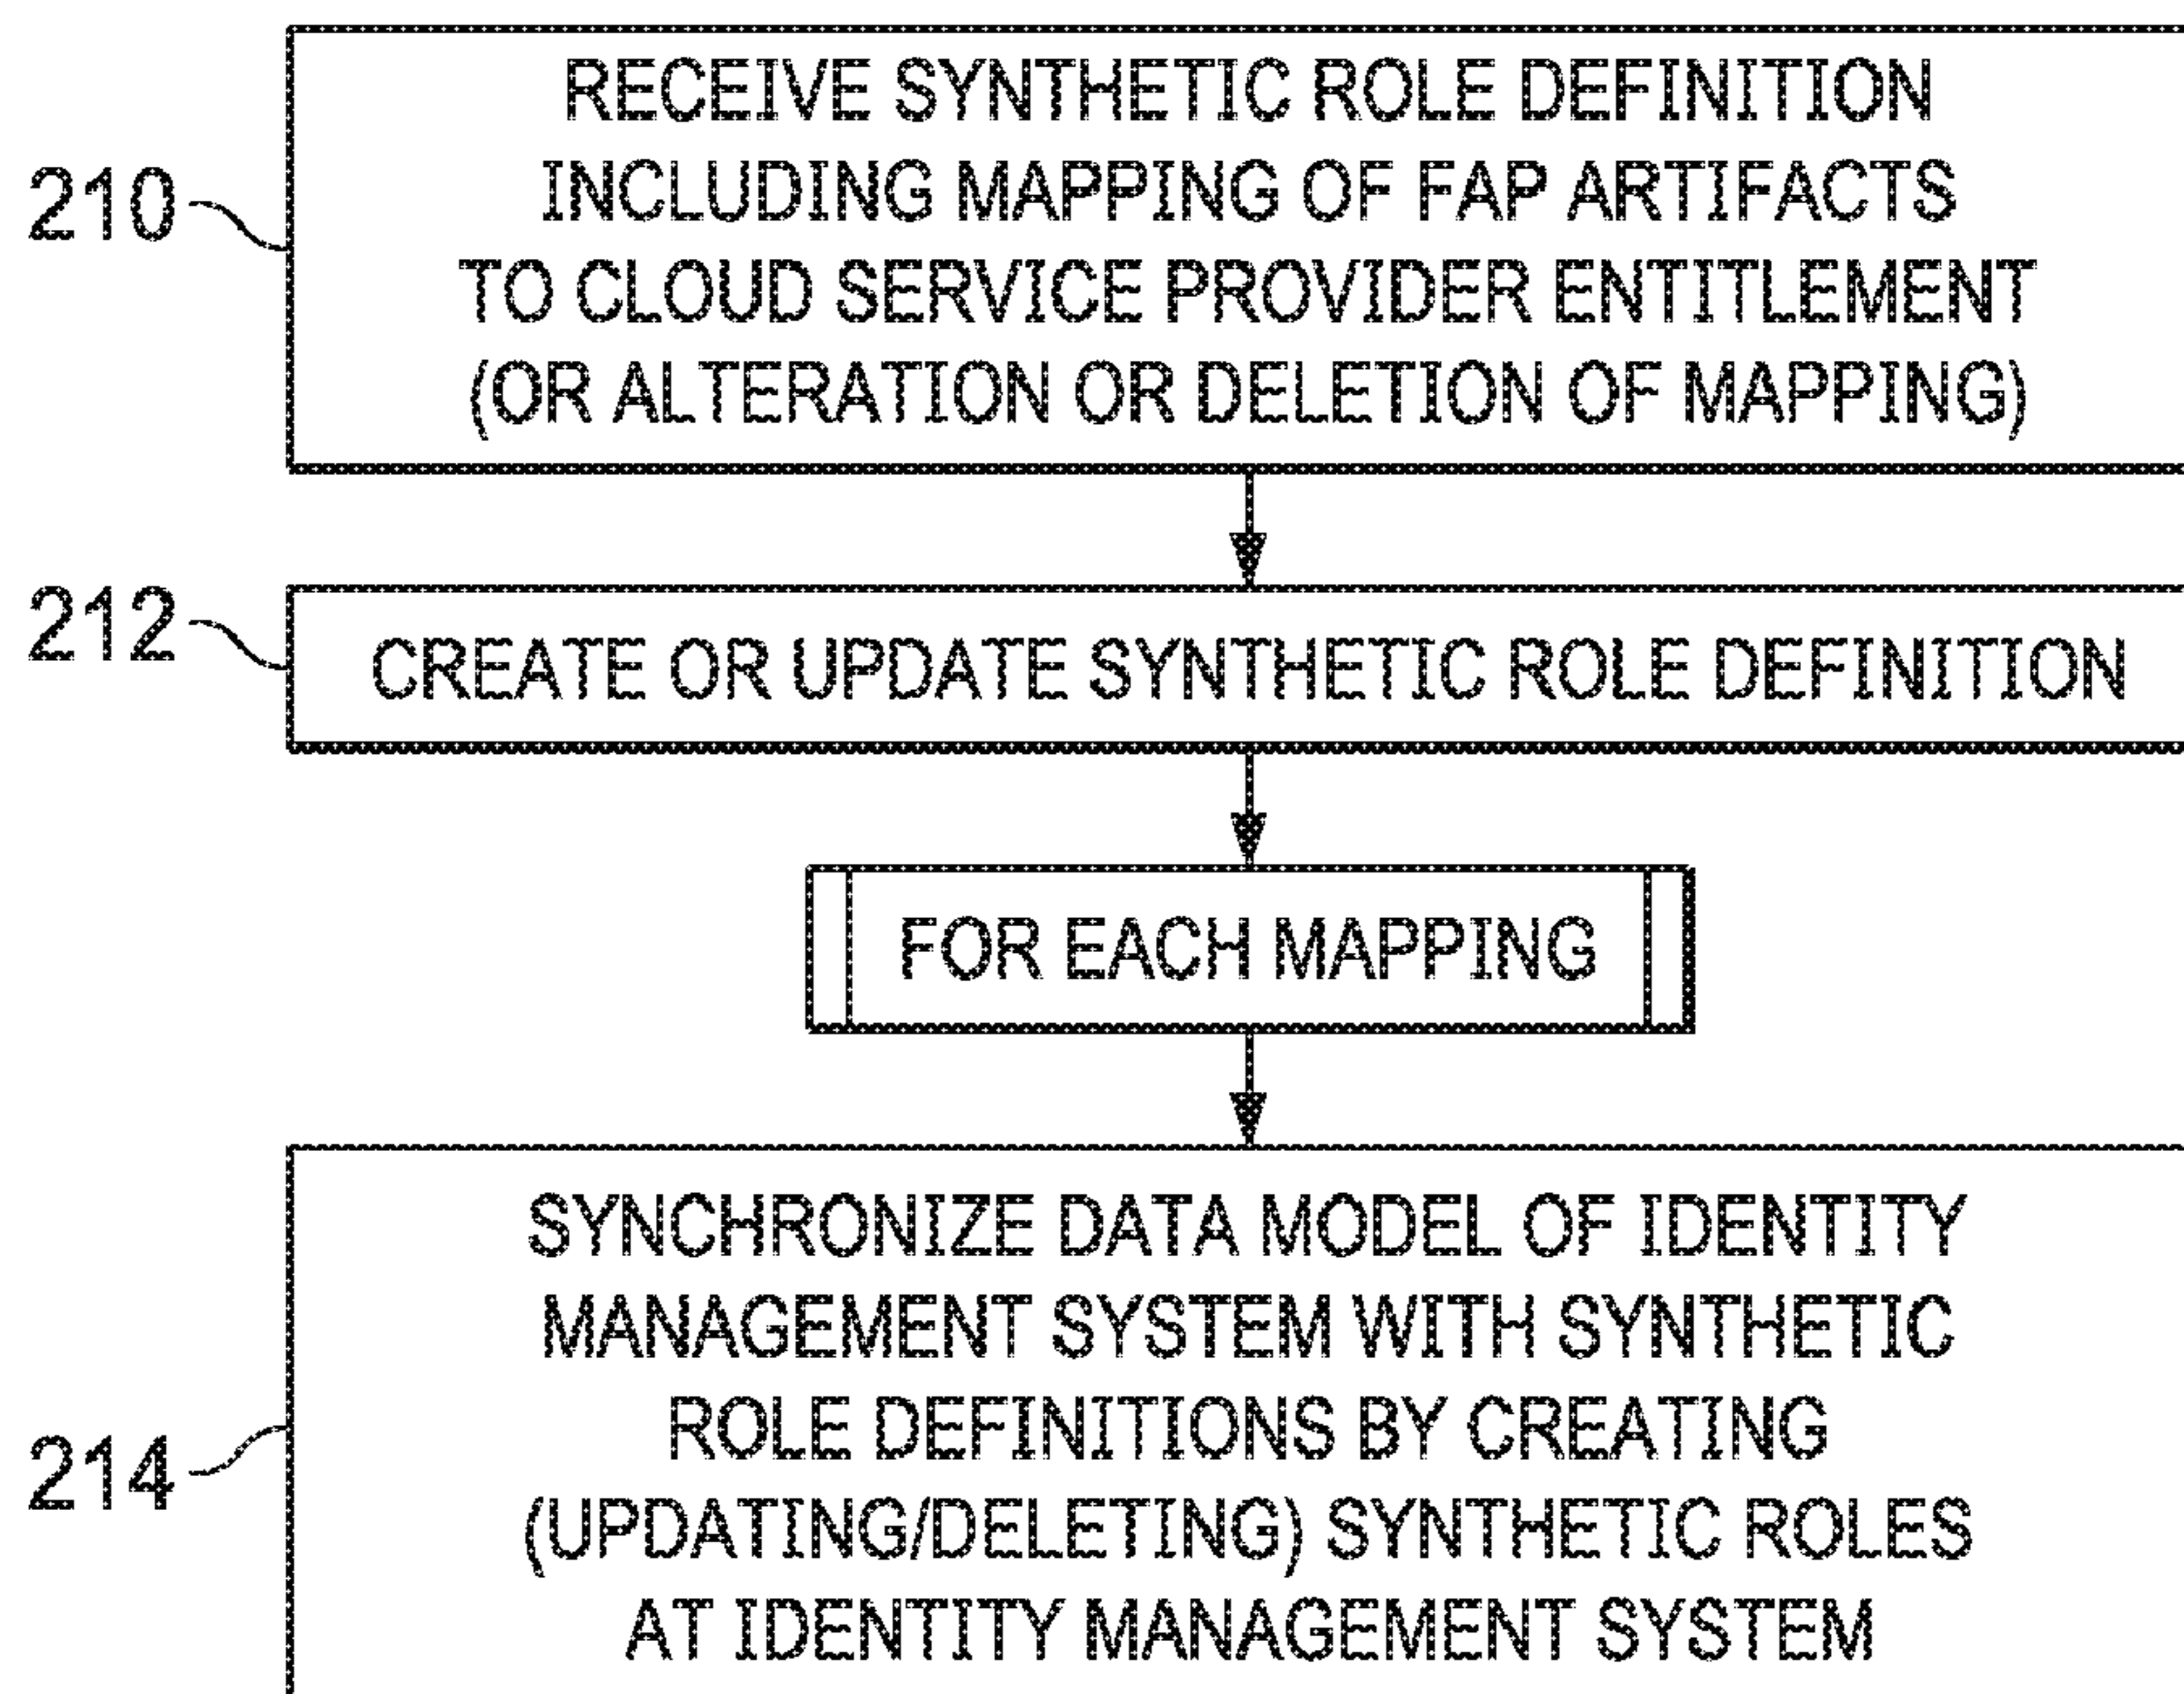 RECEIVE SYNTHETIC ROLE DEFINITION
INCLUDING MAPPING OF FAP ARTIFACTS
TO CLOUD SERVICE PROVIDER ENTITLEMENT
(OR ALTERATION OR DELETION OF MAPPING)
210
212
CREATE OR UPDATE SYNTHETIC ROLE DEFINITION
FOR EACH MAPPING
SYNCHRONIZE DATA MODEL OF IDENTITY
MANAGEMENT SYSTEM WITH SYNTHETIC
ROLE DEFINITIONS BY CREATING
(UPDATING/DELETING) SYNTHETIC ROLES
AT IDENTITY MANAGEMENT SYSTEM
214